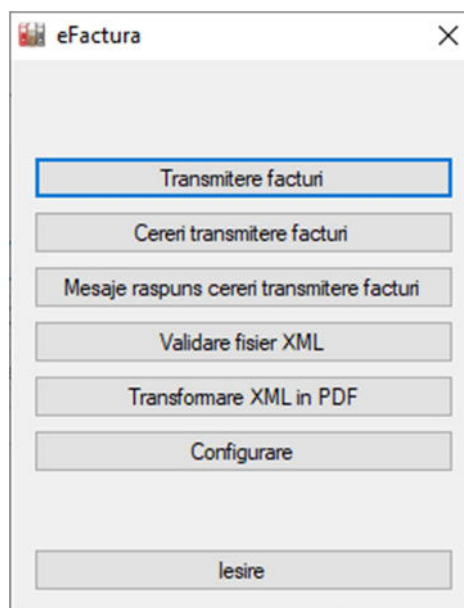 eFactura
Transmitere facturi
Cereri transmitere facturi
Mesaje raspuns cereri transmitere facturi
Validare fisier XML
Transformare XML in PDF
Configurare
Iesire